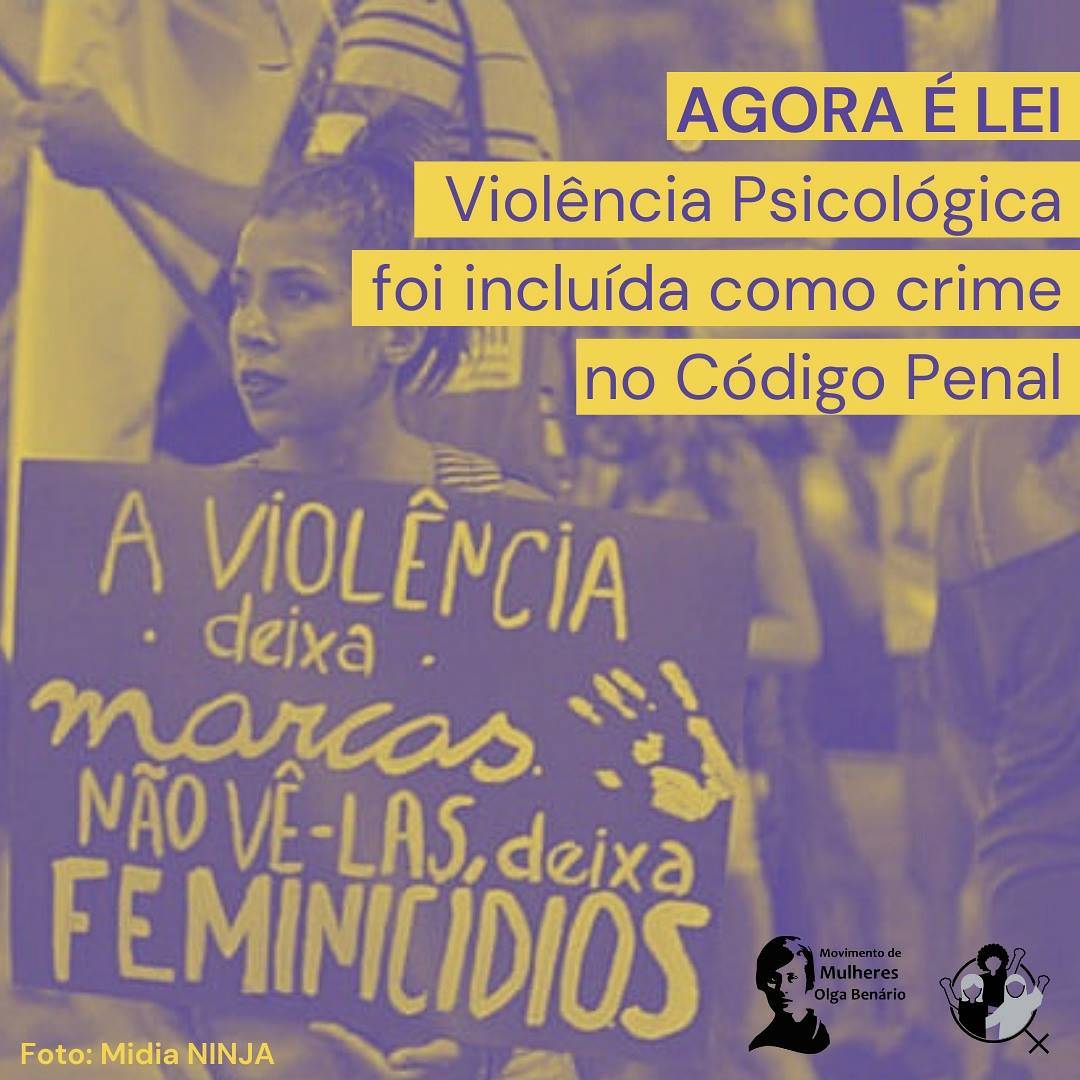 AGORA É LEI
Violência Psicológica
foi incluída como crime
no Código Penal
A VIOLÊNCIA
deixa
marcas.
NÃO VÊ-LAS, deixa
FEMINICÍDIOS
Movimento de
Mulheres
Olga Benário
Foto: Midia NINJA